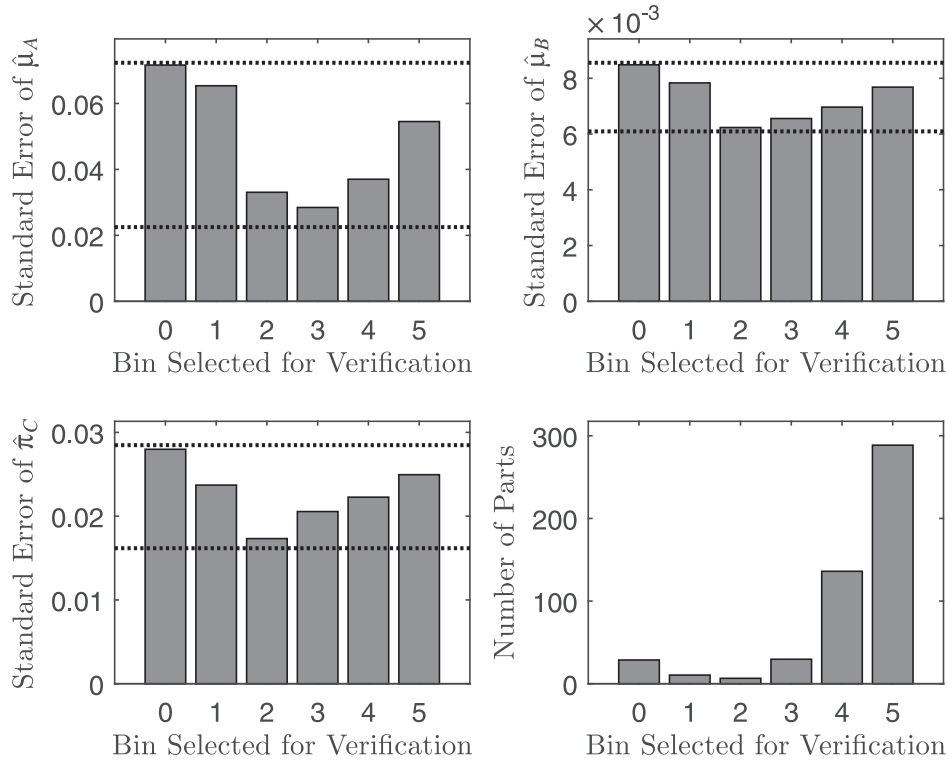 Standard Error of μ̂_A
0.06
0.04
0.02
0
0 1 2 3 4 5
Bin Selected for Verification
× 10⁻³
Standard Error of μ̂_B
8
6
4
2
0
0 1 2 3 4 5
Bin Selected for Verification
Standard Error of π̂_C
0.03
0.02
0.01
0
0 1 2 3 4 5
Bin Selected for Verification
Number of Parts
300
200
100
0
0 1 2 3 4 5
Bin Selected for Verification